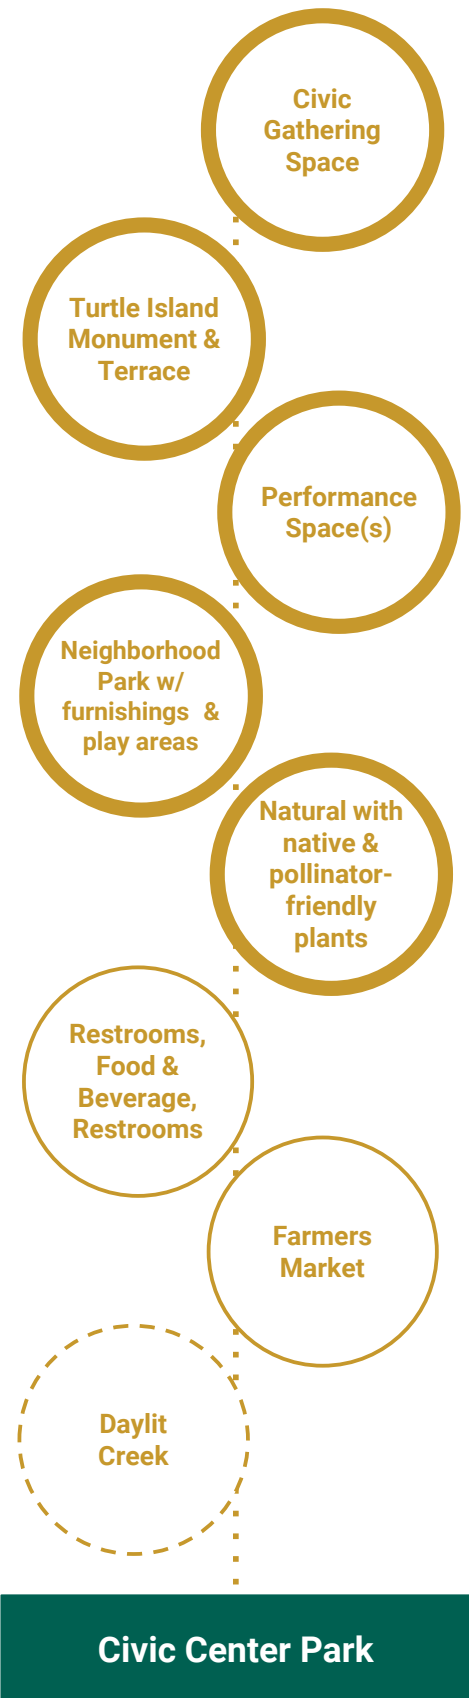 Civic
Gathering
Space
Turtle Island
Monument &
Terrace
Performance
Space(s)
Neighborhood
Park w/
furnishings &
play areas
Natural with
native &
pollinator-
friendly
plants
Restrooms,
Food &
Beverage,
Restrooms
Farmers
Market
Daylit
Creek
Civic Center Park